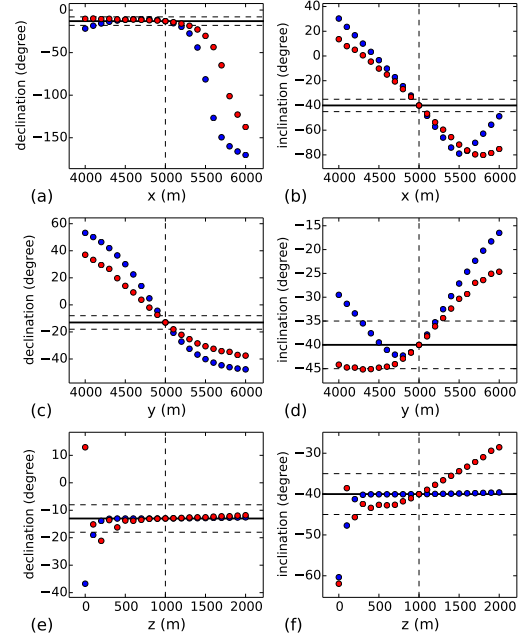 0
−50
−100
−150
declination (degree)
4000 4500 5000 5500 6000
x (m)
(a)
40
20
0
−20
−40
−60
−80
inclination (degree)
4000 4500 5000 5500 6000
x (m)
(b)
60
40
20
0
−20
−40
declination (degree)
4000 4500 5000 5500 6000
y (m)
(c)
−15
−20
−25
−30
−35
−40
−45
inclination (degree)
4000 4500 5000 5500 6000
y (m)
(d)
10
0
−10
−20
−30
−40
declination (degree)
0 500 1000 1500 2000
z (m)
(e)
−30
−40
−50
−60
inclination (degree)
0 500 1000 1500 2000
z (m)
(f)